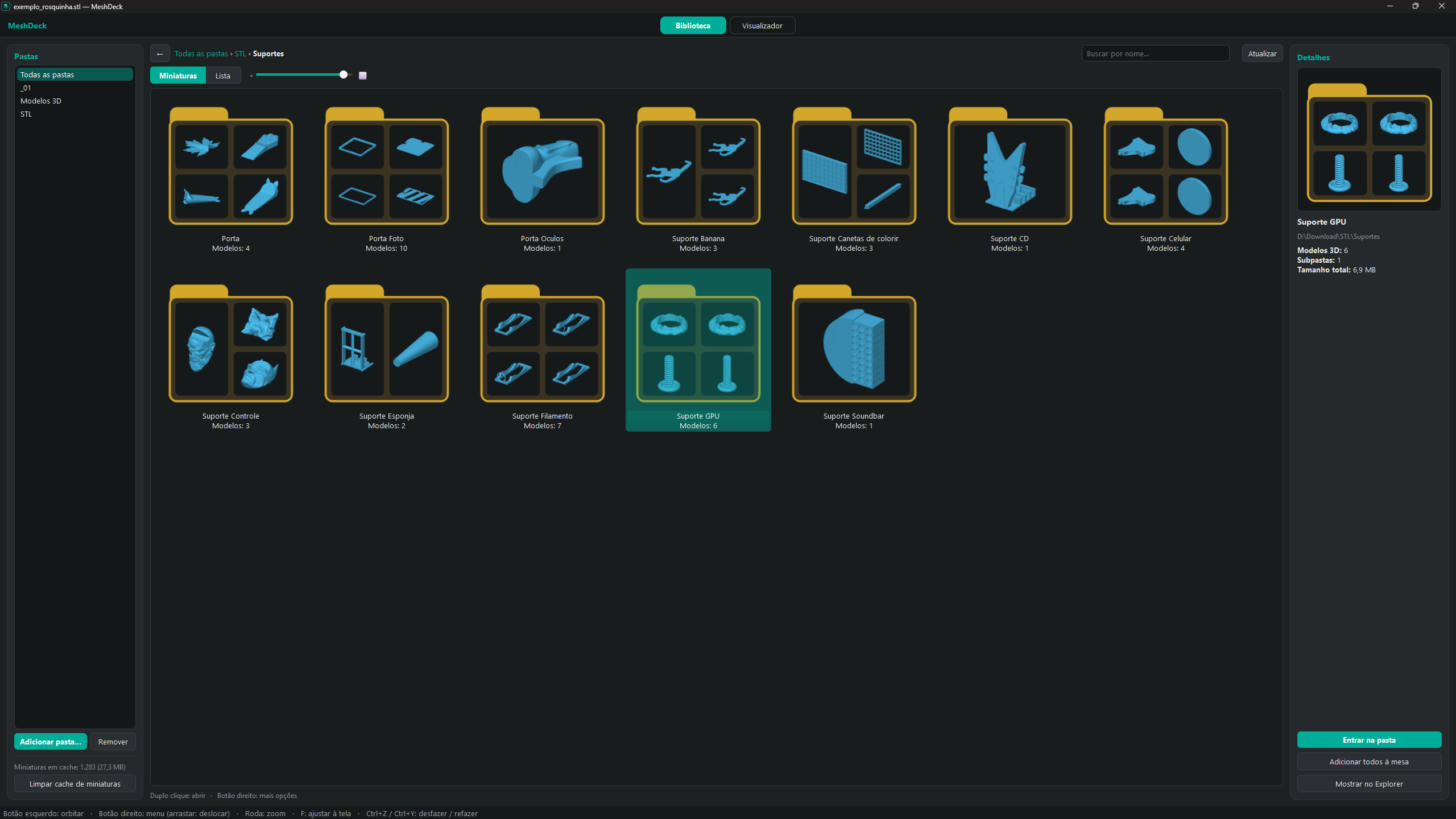 exemplo_rosquinha.stl — MeshDeck
MeshDeck
Biblioteca
Visualizador
Pastas
Todas as pastas
_01
Modelos 3D
STL
Adicionar pasta...
Remover
Miniaturas em cache: 1.283 (27,3 MB)
Limpar cache de miniaturas
←
Todas as pastas • STL • Suportes
Buscar por nome...
Atualizar
Miniaturas
Lista
Porta
Modelos: 4
Porta Foto
Modelos: 10
Porta Oculos
Modelos: 1
Suporte Banana
Modelos: 3
Suporte Canetas de colorir
Modelos: 3
Suporte CD
Modelos: 1
Suporte Celular
Modelos: 4
Suporte Controle
Modelos: 3
Suporte Esponja
Modelos: 2
Suporte Filamento
Modelos: 7
Suporte GPU
Modelos: 6
Suporte Soundbar
Modelos: 1
Duplo clique: abrir · Botão direito: mais opções
Detalhes
Suporte GPU
D:\Download\STL\Suportes
Modelos 3D: 6
Subpastas: 1
Tamanho total: 6,9 MB
Entrar na pasta
Adicionar todos à mesa
Mostrar no Explorer
Botão esquerdo: orbitar · Botão direito: menu (arrastar: deslocar) · Roda: zoom · F: ajustar à tela · Ctrl+Z / Ctrl+Y: desfazer / refazer